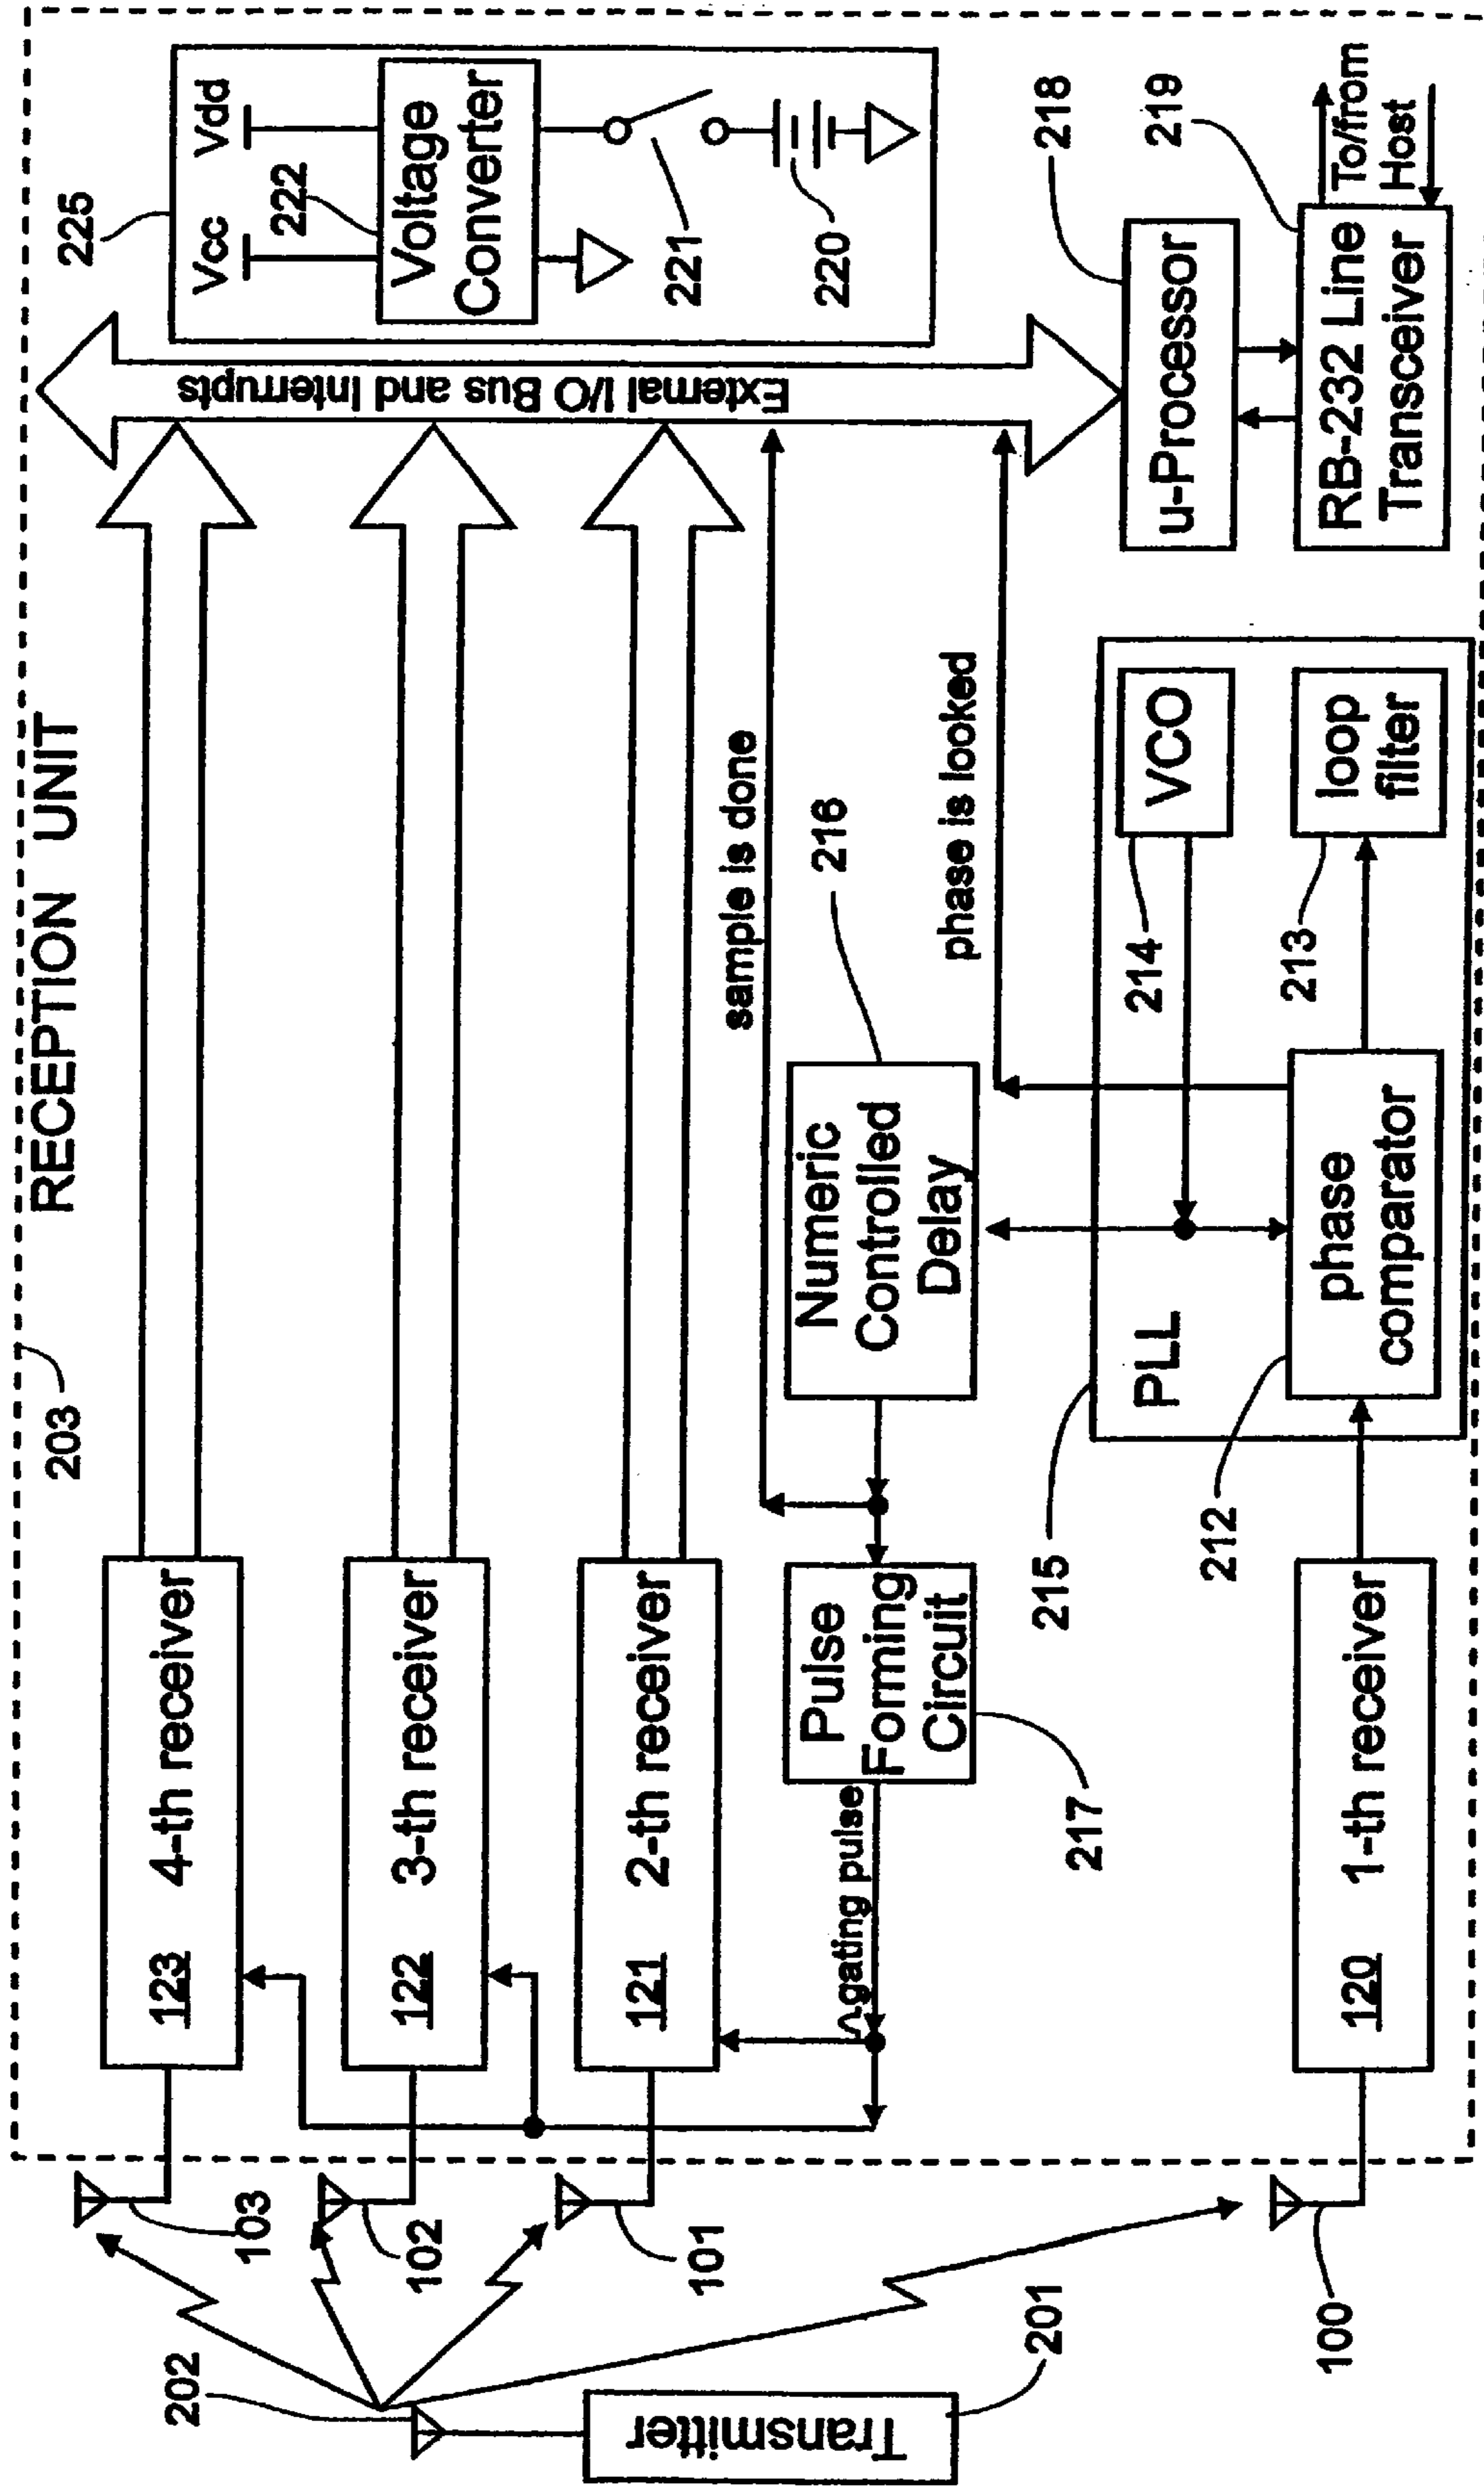 203
RECEPTION UNIT
225
Vcc
Vdd
222
Voltage
Converter
221
220
External I/O Bus and Interrupts
103
123
4-th receiver
202
102
122
3-th receiver
101
121
2-th receiver
Transmitter
201
gating pulse
Pulse
Forming
Circuit
217
sample is done
Numeric
Controlled
Delay
216
phase is looked
215
PLL
214
VCO
212
phase
comparator
213
loop
filter
100
120
1-th receiver
u-Processor
218
RB-232 Line
Transceiver
219
To/from
Host